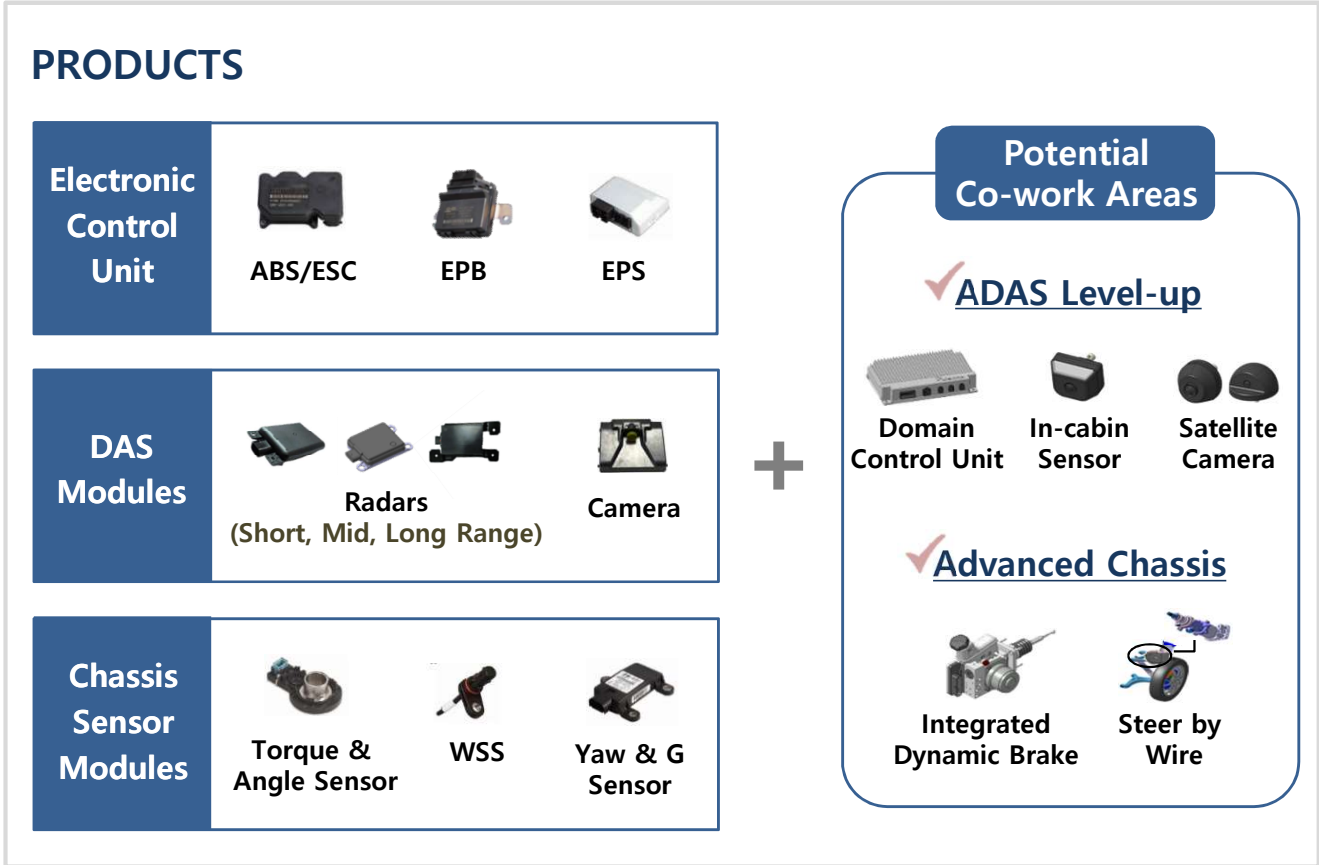 PRODUCTS
Electronic
Control
Unit
ABS/ESC
EPB
EPS
DAS
Modules
Radars
(Short, Mid, Long Range)
Camera
Chassis
Sensor
Modules
Torque &
Angle Sensor
WSS
Yaw & G
Sensor
+
Potential
Co-work Areas
ADAS Level-up
Domain
Control Unit
In-cabin
Sensor
Satellite
Camera
Advanced Chassis
Integrated
Dynamic Brake
Steer by
Wire